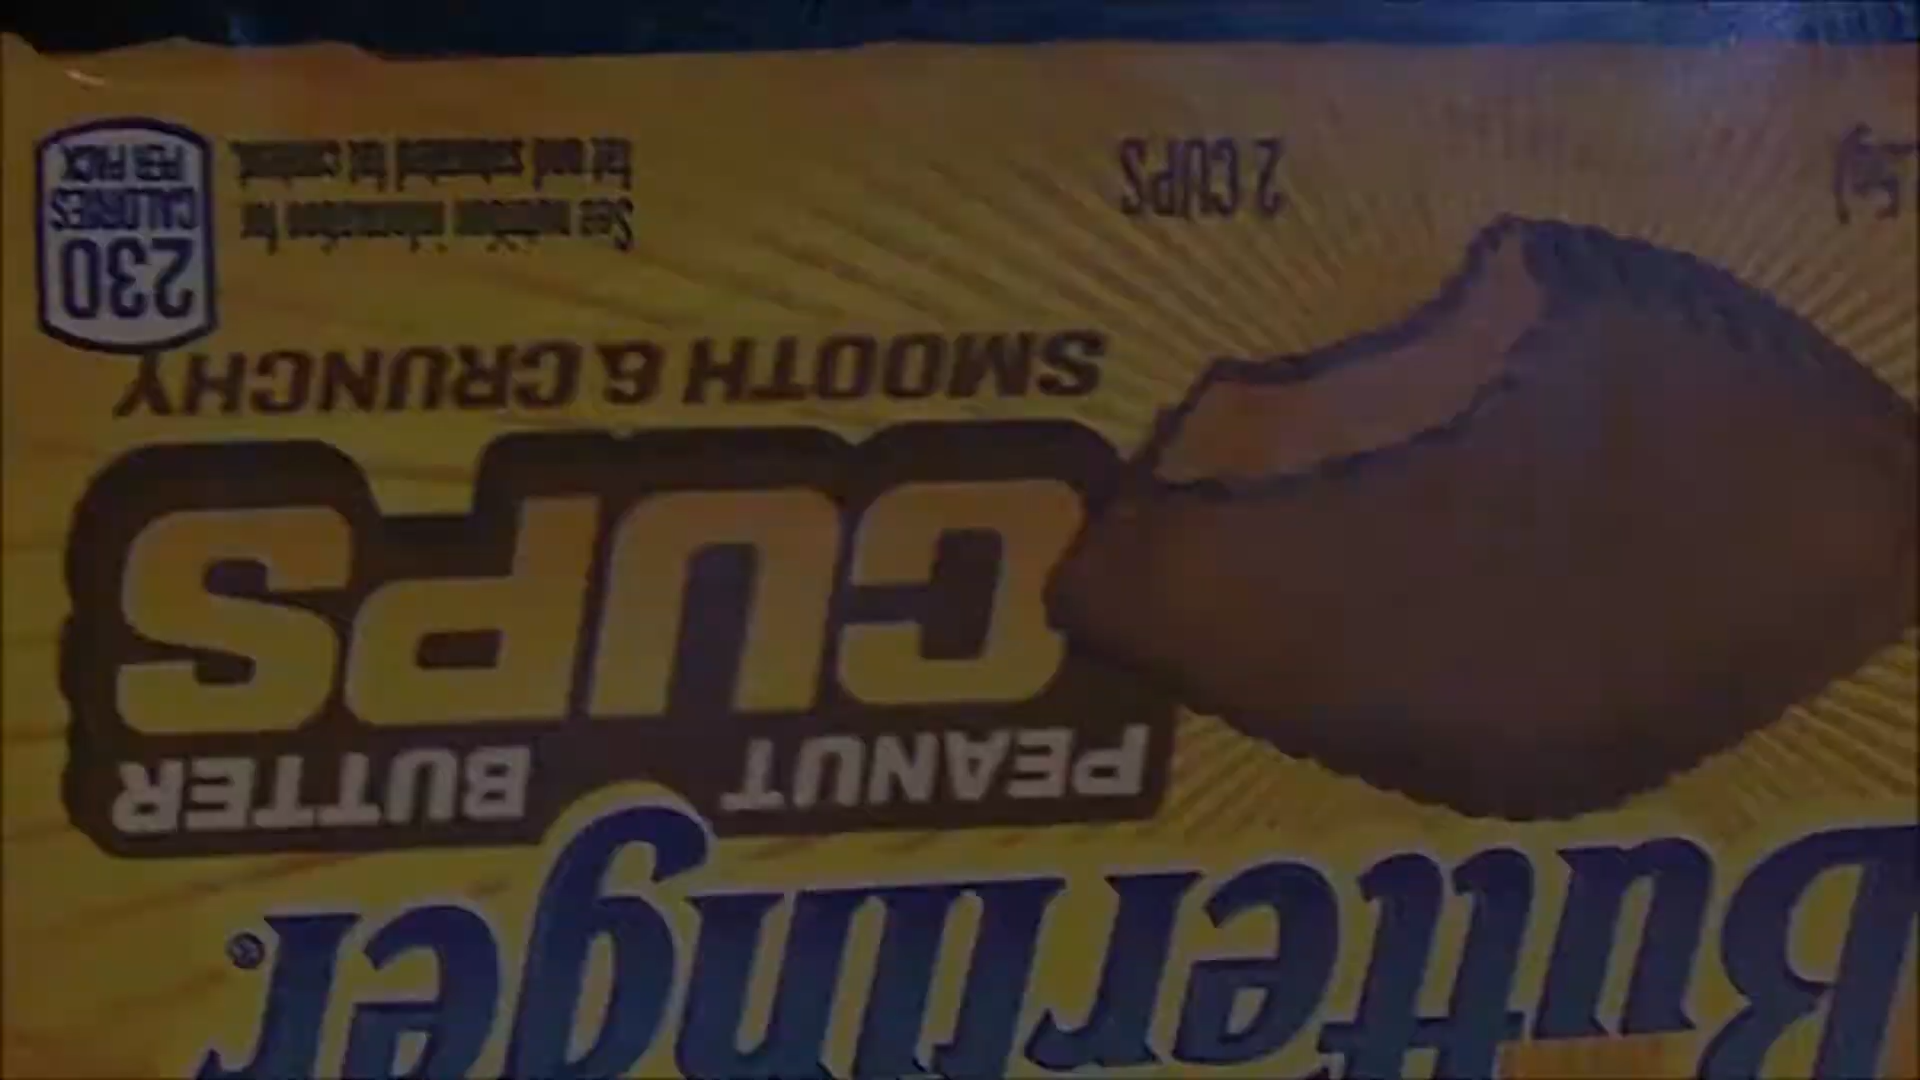 Butterfinger®
PEANUT BUTTER
CUPS
SMOOTH & CRUNCHY
See nutrition information for
fat and saturated fat content.
230
CALORIES
PER PACK
2 CUPS
5g)